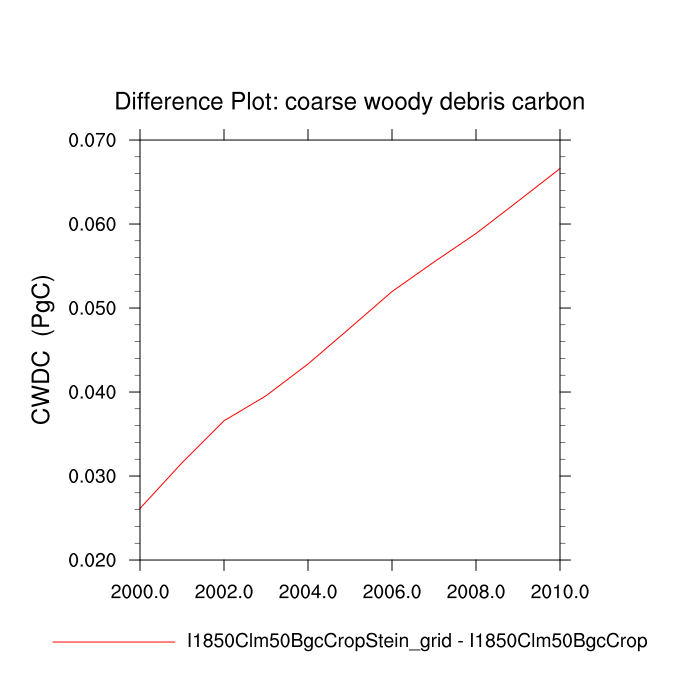 Difference Plot: coarse woody debris carbon
0.070
0.060
0.050
0.040
0.030
0.020
CWDC (PgC)
2000.0 2002.0 2004.0 2006.0 2008.0 2010.0
I1850Clm50BgcCropStein_grid - I1850Clm50BgcCrop